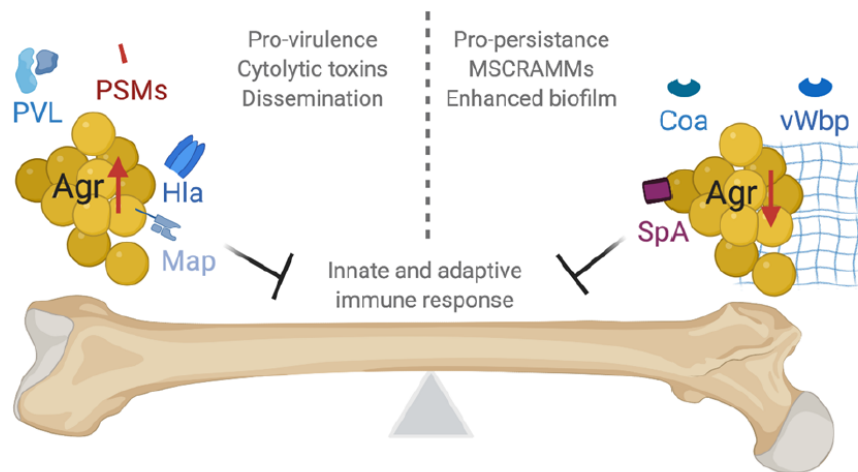 Pro-virulence
Cytolytic toxins
Dissemination
Pro-persistance
MSCRAMMs
Enhanced biofilm
PVL
PSMs
Agr
Hla
Map
Coa
vWbp
Agr
SpA
Innate and adaptive
immune response